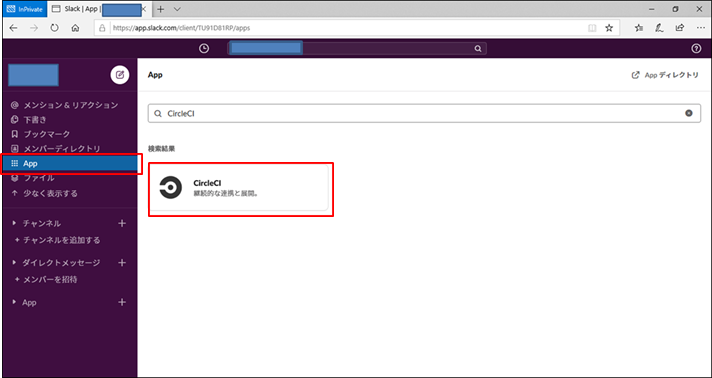 InPrivate
Slack | App |
https://app.slack.com/client/TU91D81RP/apps
App
App ディレクトリ
メンション & リアクション
下書き
ブックマーク
メンバーディレクトリ
App
ファイル
少なく表示する
チャンネル
+ チャンネルを追加する
ダイレクトメッセージ
+ メンバーを招待
App
CircleCI
検索結果
CircleCI
継続的な連携と展開。